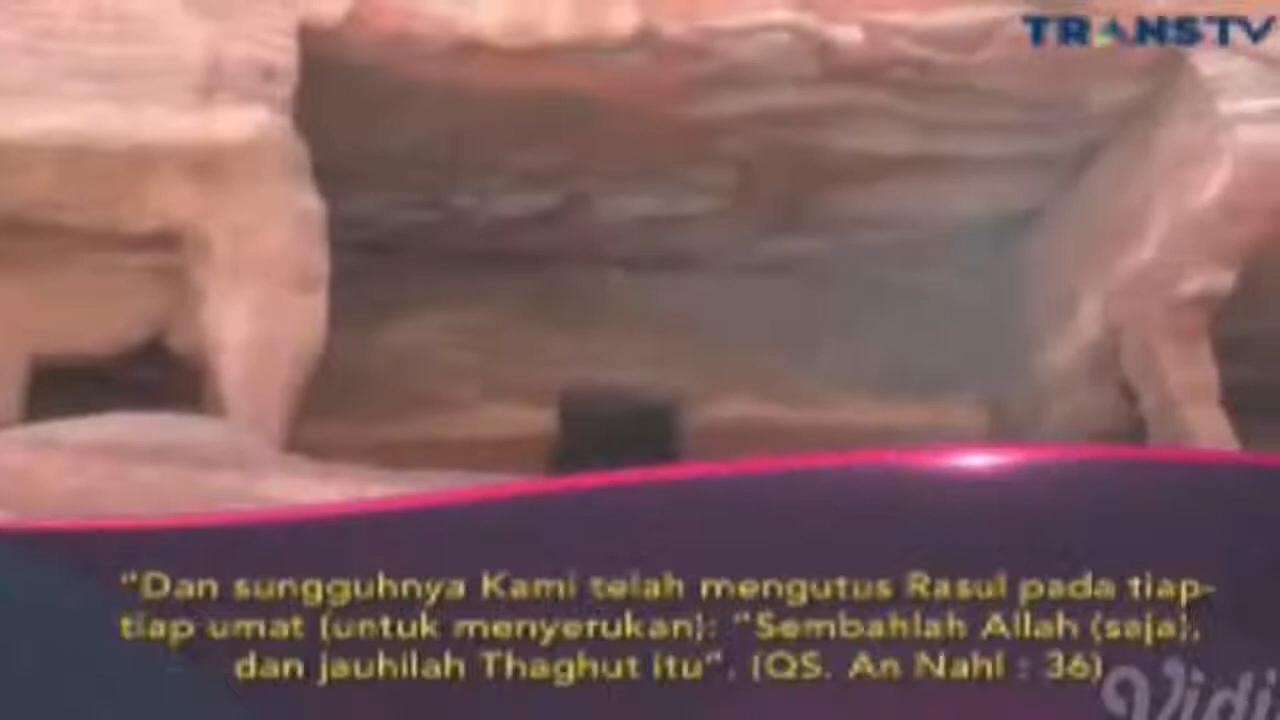 TRANSTV
"Dan sungguhnya Kami telah mengutus Rasul pada tiap-
tiap umat (untuk menyerukan): "Sembahlah Allah (saja),
dan jauhilah Thaghut itu". (QS. An Nahl : 36)
Vidi